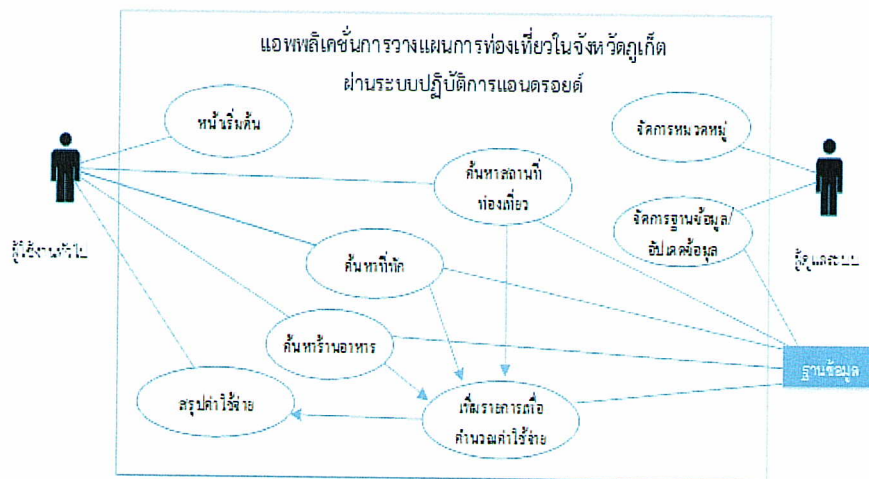 แอพพลิเคชั่นการวางแผนการท่องเที่ยวในจังหวัดภูเก็ต
ผ่านระบบปฏิบัติการแอนดรอยด์
หน้าเริ่มต้น
จัดการหมวดหมู่
ค้นหาสถานที่
ท่องเที่ยว
จัดการฐานข้อมูล/
อัปเดตข้อมูล
ผู้ใช้งานทั่วไป
ผู้ดูแลระบบ
ค้นหาที่พัก
ค้นหาร้านอาหาร
ฐานข้อมูล
สรุปค่าใช้จ่าย
เพิ่มรายการเพื่อ
คำนวณค่าใช้จ่าย